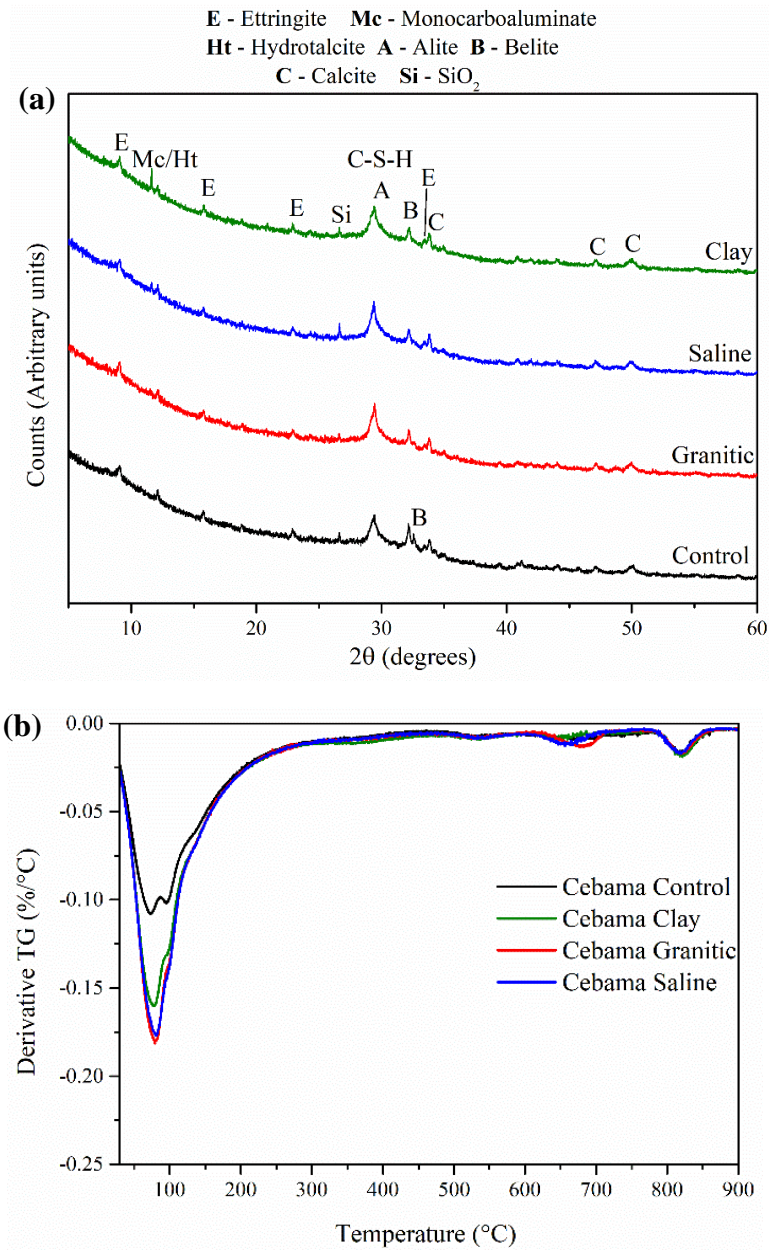 E - Ettringite Mc - Monocarboaluminate
Ht - Hydrotalcite A - Alite B - Belite
C - Calcite Si - SiO₂
(a)
Counts (Arbitrary units)
E
Mc/Ht
E
E
Si
C-S-H
A
B
E
C
C
C
Clay
Saline
Granitic
B
Control
10 20 30 40 50 60
2θ (degrees)
(b)
Derivative TG (%/°C)
0.00
-0.05
-0.10
-0.15
-0.20
-0.25
Cebama Control
Cebama Clay
Cebama Granitic
Cebama Saline
100 200 300 400 500 600 700 800 900
Temperature (°C)